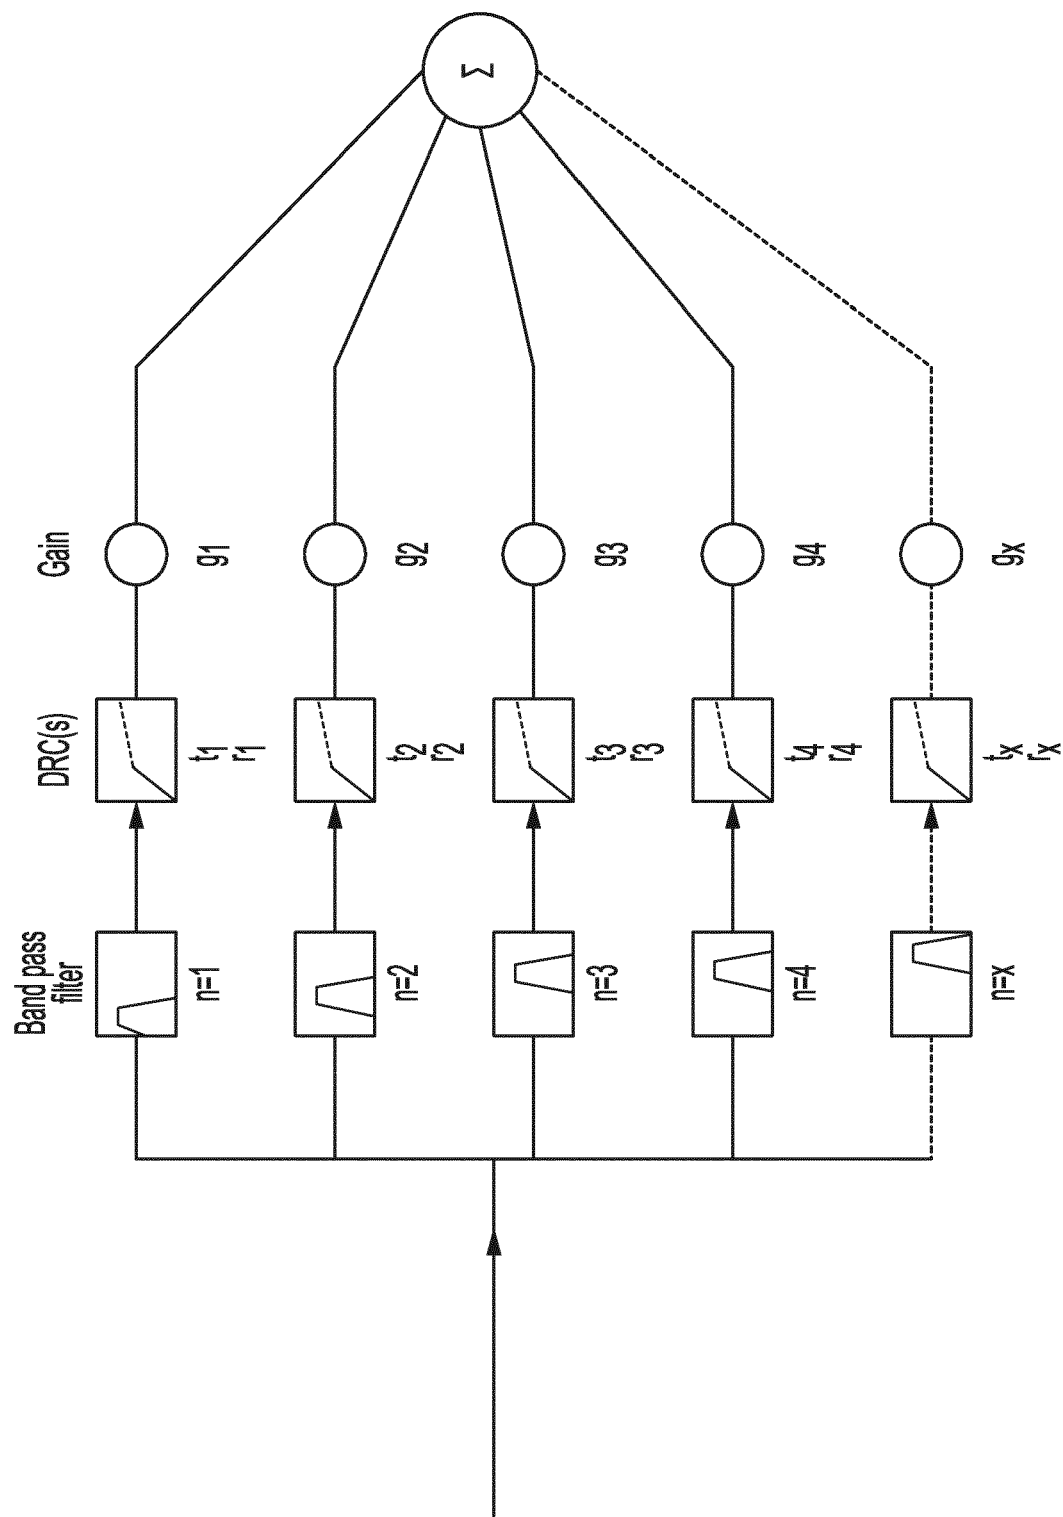 Σ
Band pass
filter
DRC(s)
Gain
n=1
t1
r1
g1
n=2
t2
r2
g2
n=3
t3
r3
g3
n=4
t4
r4
g4
n=x
tx
rx
gx